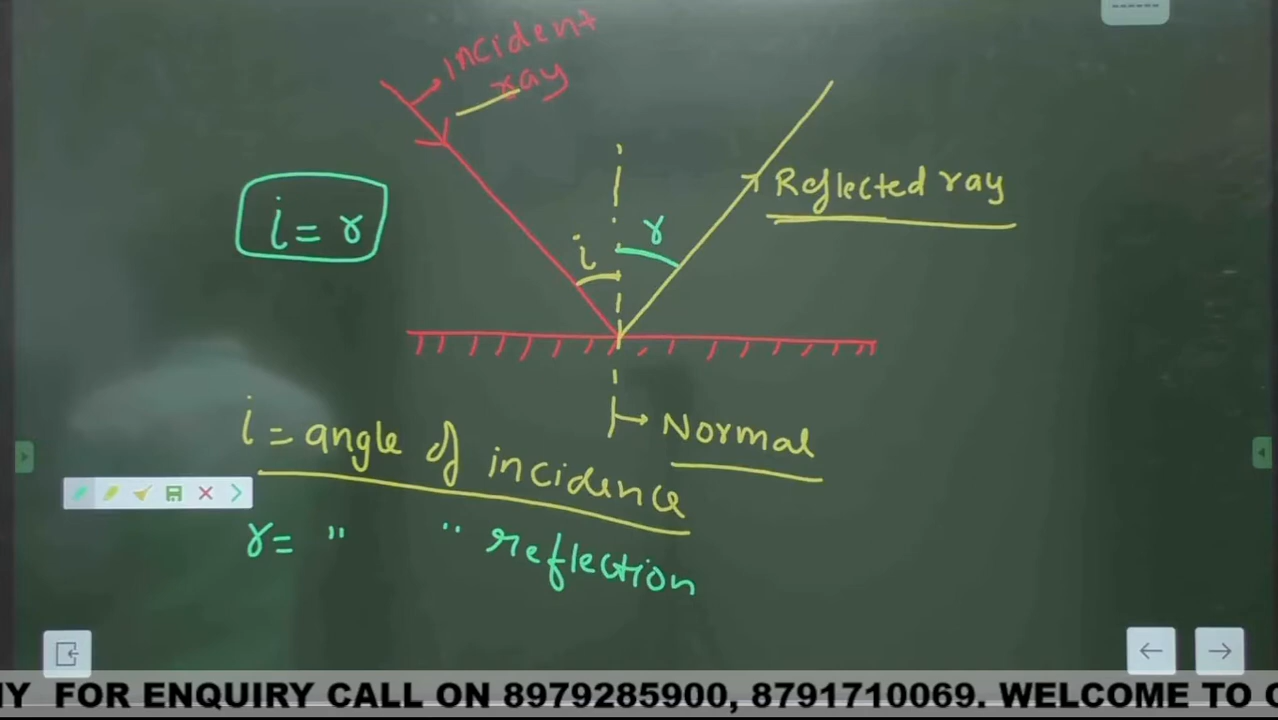 incident
ray
Reflected ray
i = r
i
r
Normal
i = angle of incidence
r = " " reflection
FOR ENQUIRY CALL ON 8979285900, 8791710069. WELCOME TO